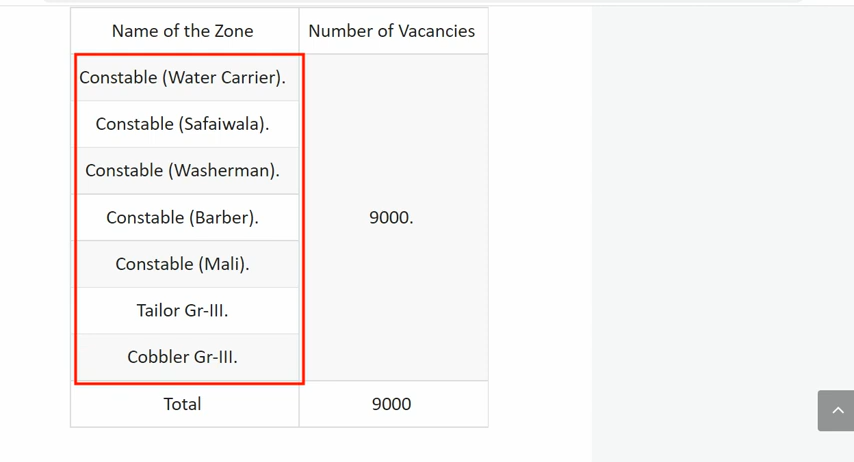 Name of the Zone Number of Vacancies
Constable (Water Carrier).
Constable (Safaiwala).
Constable (Washerman).
Constable (Barber). 9000.
Constable (Mali).
Tailor Gr-III.
Cobbler Gr-III.
Total 9000